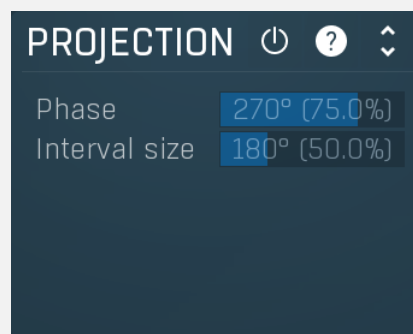 PROJECTION ?
Phase 270° (75.0%)
Interval size 180° (50.0%)